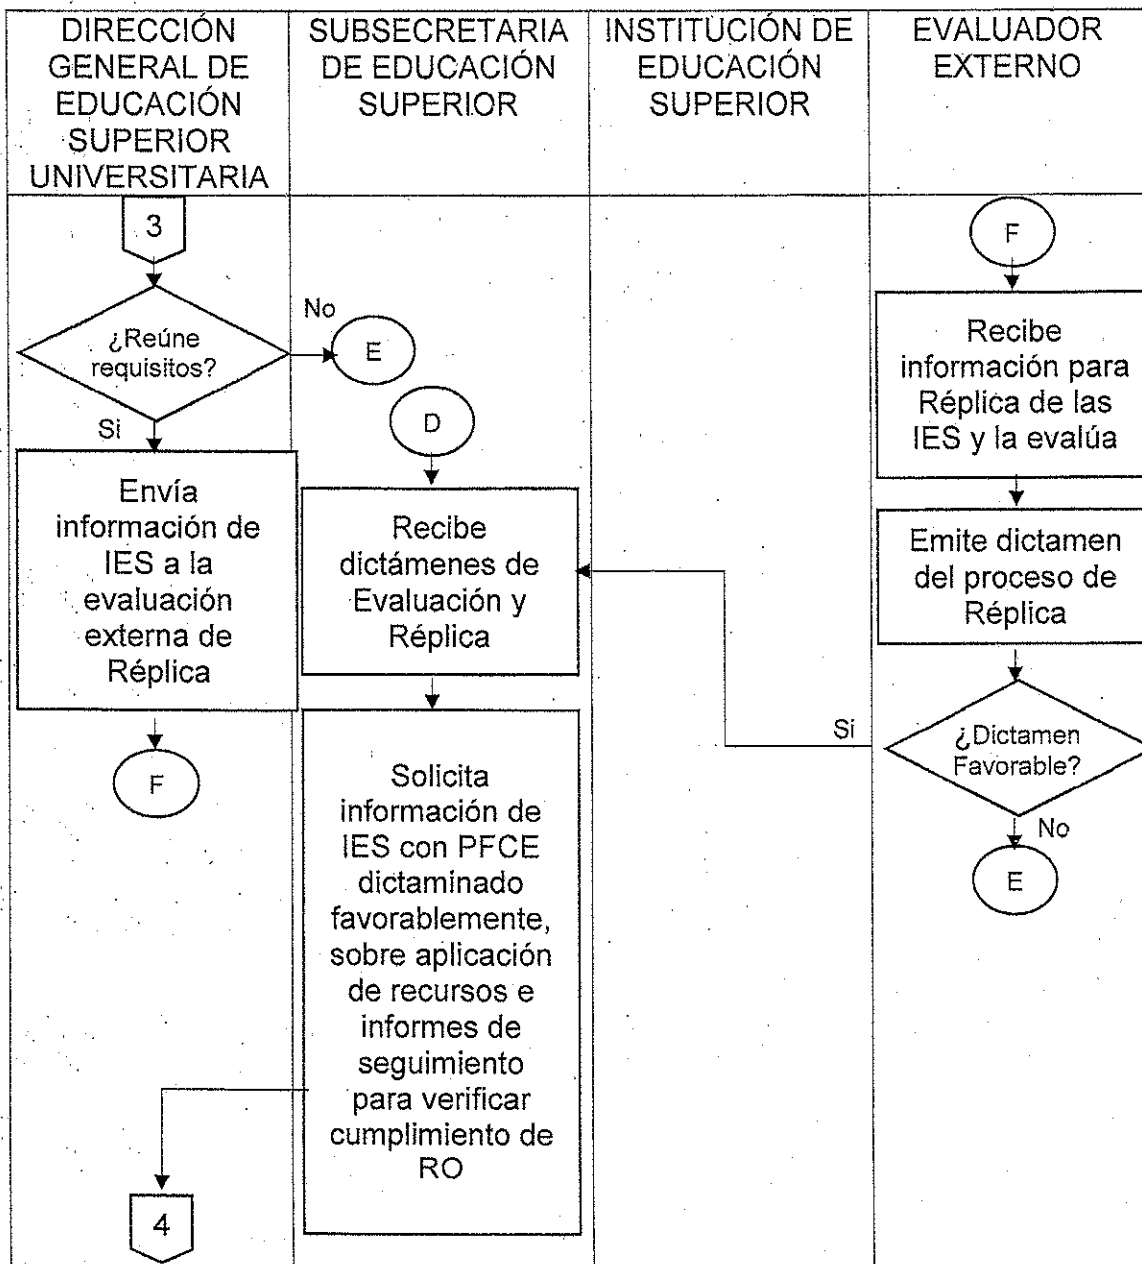 DIRECCIÓN
GENERAL DE
EDUCACIÓN
SUPERIOR
UNIVERSITARIA
SUBSECRETARIA
DE EDUCACIÓN
SUPERIOR
INSTITUCIÓN DE
EDUCACIÓN
SUPERIOR
EVALUADOR
EXTERNO
3
¿Reúne
requisitos?
No
E
Si
Envía
información de
IES a la
evaluación
externa de
Réplica
F
D
Recibe
dictámenes de
Evaluación y
Réplica
Solicita
información de
IES con PFCE
dictaminado
favorablemente,
sobre aplicación
de recursos e
informes de
seguimiento
para verificar
cumplimiento de
RO
4
F
Recibe
información para
Réplica de las
IES y la evalúa
Emite dictamen
del proceso de
Réplica
¿Dictamen
Favorable?
Si
No
E